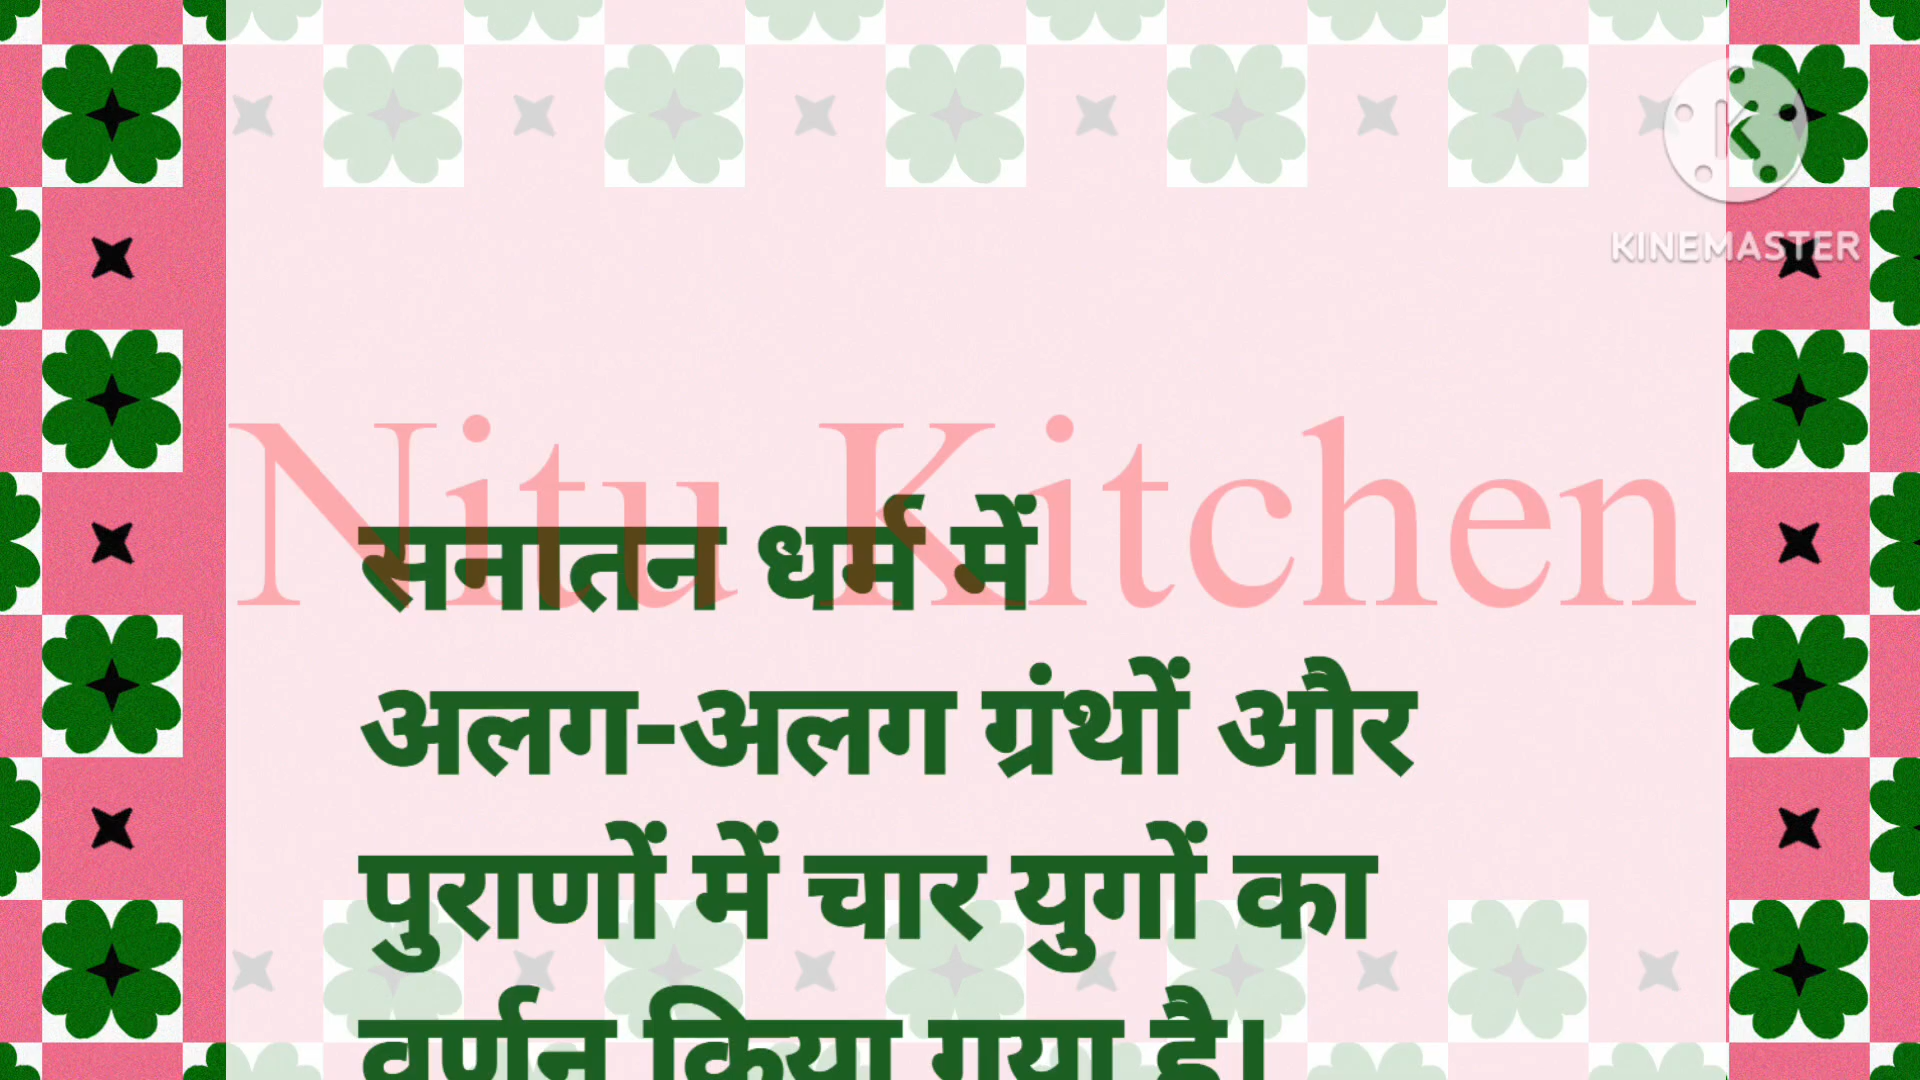 KINEMASTER
Nitu Kitchen
सनातन धर्म में
अलग-अलग ग्रंथों और
पुराणों में चार युगों का
वर्णन किया गया है।